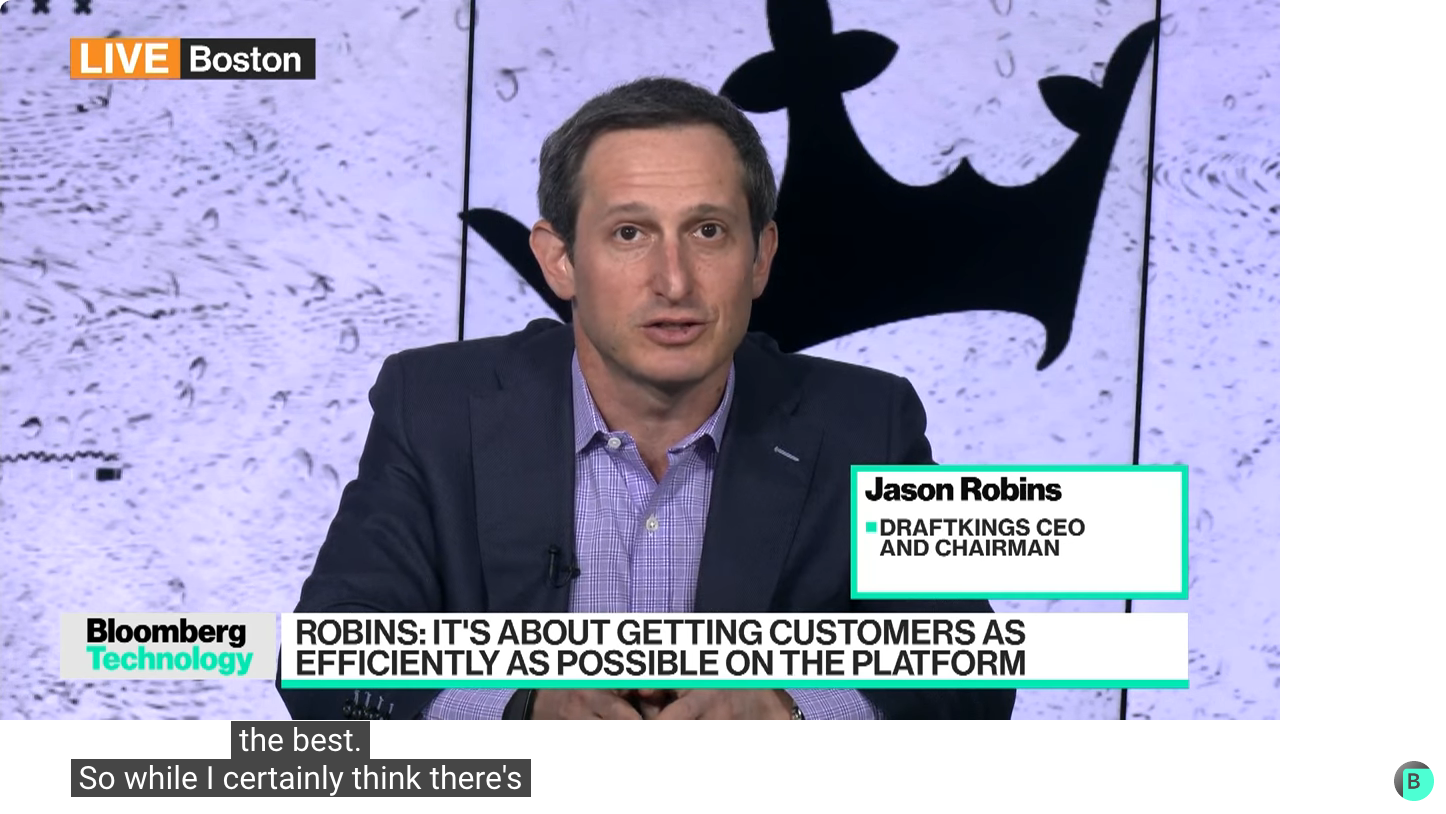 LIVE Boston
Jason Robins
DRAFTKINGS CEO
AND CHAIRMAN
Bloomberg
Technology
ROBINS: IT'S ABOUT GETTING CUSTOMERS AS
EFFICIENTLY AS POSSIBLE ON THE PLATFORM
the best.
So while I certainly think there's
B